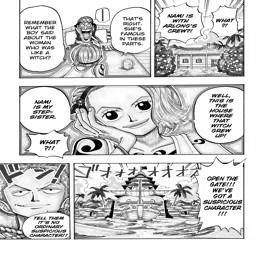 WHAT
?!
NAMI IS
WITH
ARLONG'S
CREW?!
THAT'S
RIGHT,
SHE'S
FAMOUS
IN THESE
PARTS.
REMEMBER
WHAT THE
BOY SAID
ABOUT THE
WOMAN
WHO WAS
LIKE A
WITCH?
WELL,
THIS IS
THE
HOUSE
WHERE
THAT
WITCH
GREW
UP!
NAMI IS
MY
STEP-
SISTER.
WHAT
?!!
OPEN THE
GATE!!!
WE'VE
GOT A
SUSPICIOUS
CHARACTER
!!!
TELL THEM
IT'S NO
ORDINARY
SUSPICIOUS
CHARACTER!!